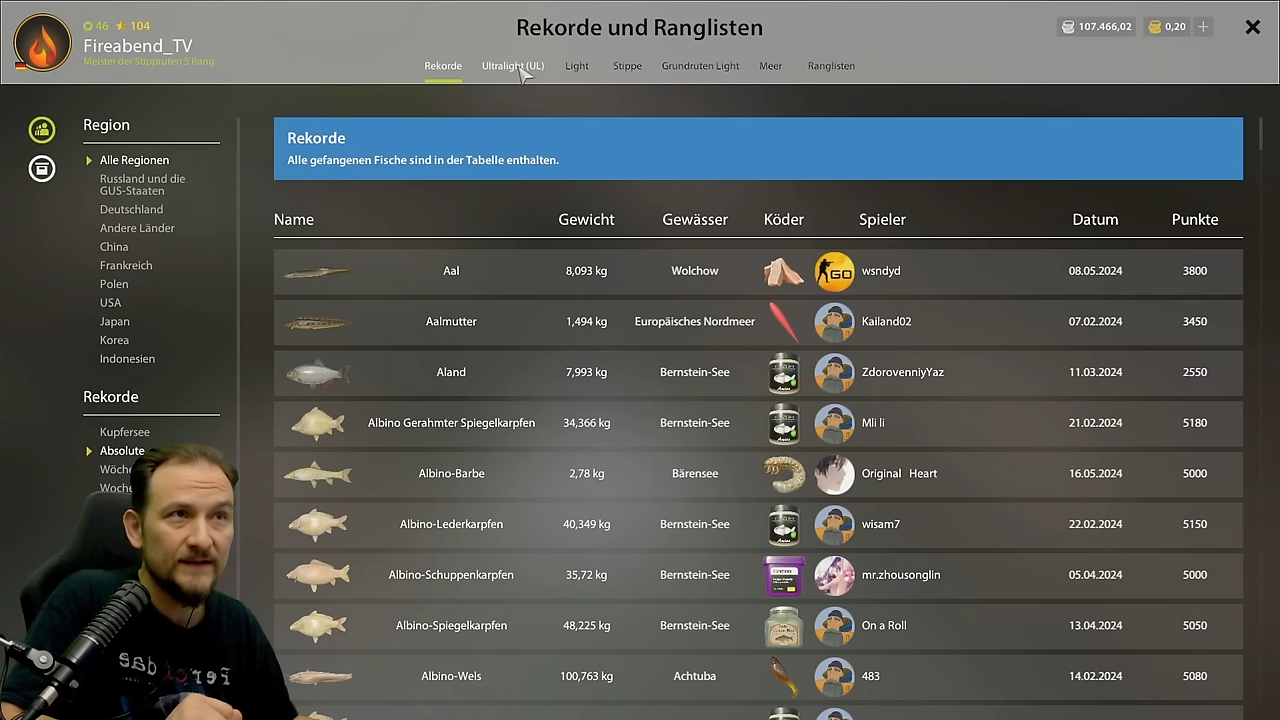 46 104
Fireabend_TV
Meister der Stippruten 5 Rang
Rekorde und Ranglisten
107.466,02
0,20
Rekorde
Ultralight (UL)
Light
Stippe
Grundruten Light
Meer
Ranglisten
Region
Alle Regionen
Russland und die
GUS-Staaten
Deutschland
Andere Länder
China
Frankreich
Polen
USA
Japan
Korea
Indonesien
Rekorde
Kupfersee
Absolute
Rekorde
Alle gefangenen Fische sind in der Tabelle enthalten.
Name Gewicht Gewässer Köder Spieler Datum Punkte
Aal 8,093 kg Wolchow GO wsndyd 08.05.2024 3800
Aalmutter 1,494 kg Europäisches Nordmeer Kailand02 07.02.2024 3450
Aland 7,993 kg Bernstein-See ZdorovenniyYaz 11.03.2024 2550
Albino Gerahmter Spiegelkarpfen 34,366 kg Bernstein-See Mli li 21.02.2024 5180
Albino-Barbe 2,78 kg Bärensee Original Heart 16.05.2024 5000
Albino-Lederkarpfen 40,349 kg Bernstein-See wisam7 22.02.2024 5150
Albino-Schuppenkarpfen 35,72 kg Bernstein-See mr.zhousonglin 05.04.2024 5000
Albino-Spiegelkarpfen 48,225 kg Bernstein-See On a Roll 13.04.2024 5050
Albino-Wels 100,763 kg Achtuba 483 14.02.2024 5080